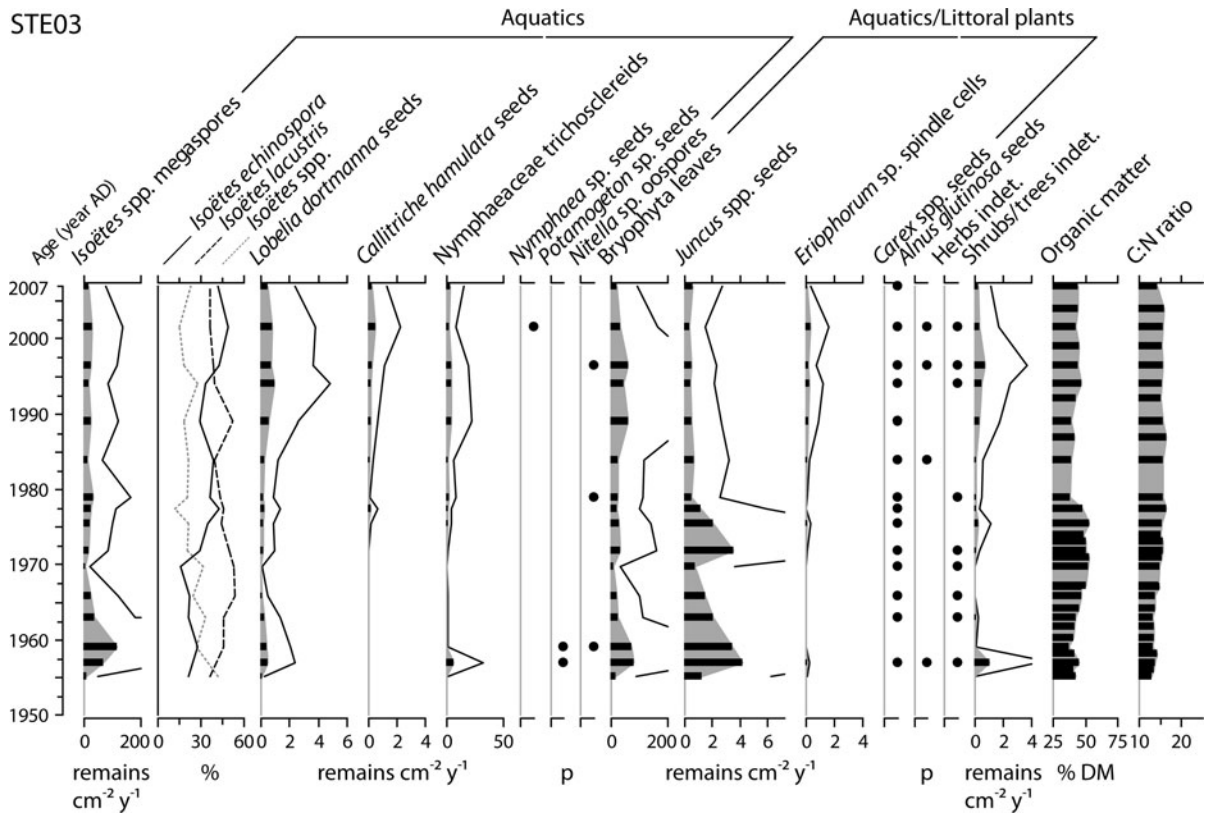 STE03
Aquatics
Aquatics/Littoral plants
Age (year AD)
Isoëtes spp. megaspores
Isoëtes echinospora
Isoëtes lacustris
Isoëtes spp.
Lobelia dortmanna seeds
Callitriche hamulata seeds
Nymphaeaceae trichosclereids
Nymphaea sp. seeds
Potamogeton sp. seeds
Nitella sp. oospores
Bryophyta leaves
Juncus spp. seeds
Eriophorum sp. spindle cells
Carex spp. seeds
Alnus glutinosa seeds
Herbs indet.
Shrubs/trees indet.
Organic matter
C:N ratio
2007
2000
1990
1980
1970
1960
1950
0 200 0 30 60 0 2 4 6 0 2 4 0 50 0 200 0 2 4 6 0 2 4 0 2 4 25 50 75 10 20
remains cm⁻² y⁻¹
%
remains cm⁻² y⁻¹
p
remains cm⁻² y⁻¹
p
remains cm⁻² y⁻¹
% DM